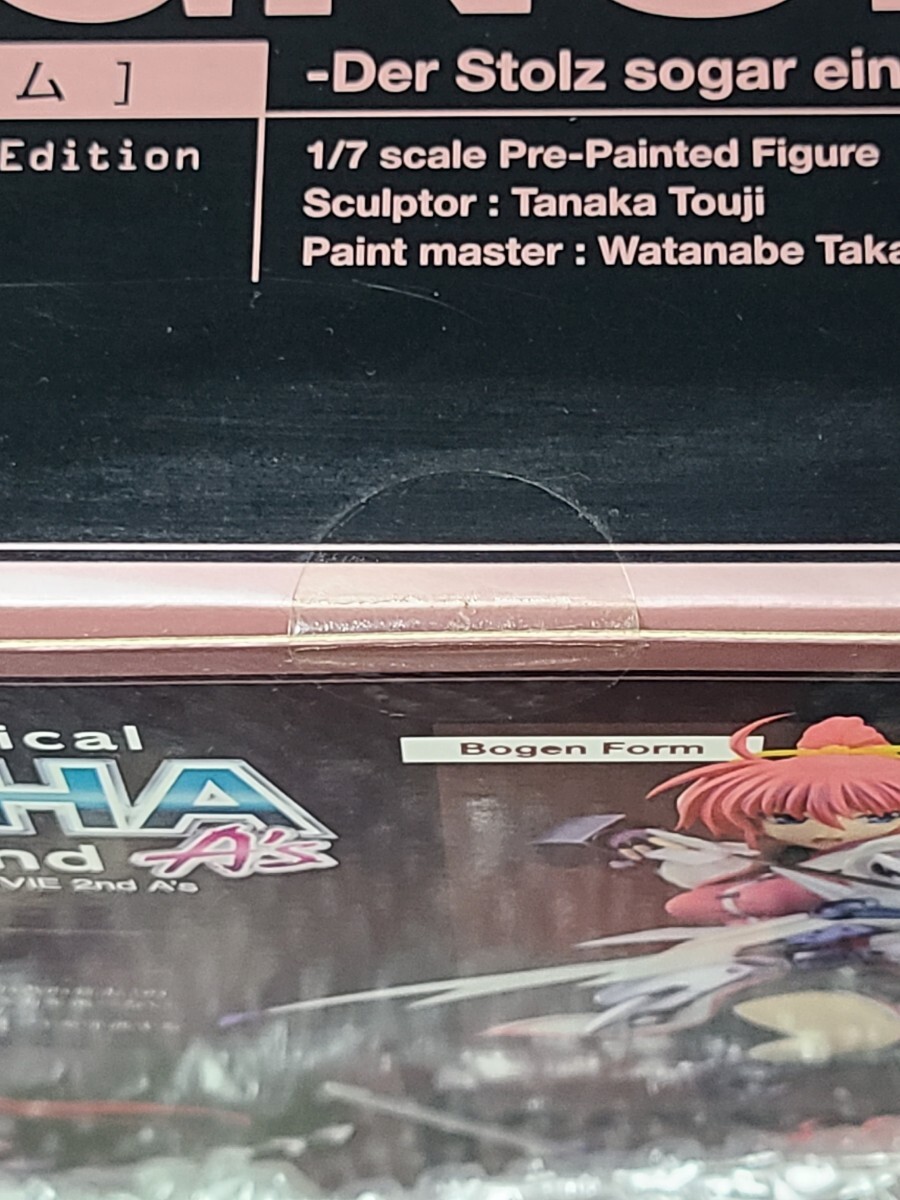 ム ]
-Der Stolz sogar ein
Edition
1/7 scale Pre-Painted Figure
Sculptor : Tanaka Touji
Paint master : Watanabe Taka
ical
HA
nd A's
VIE 2nd A's
Bogen Form